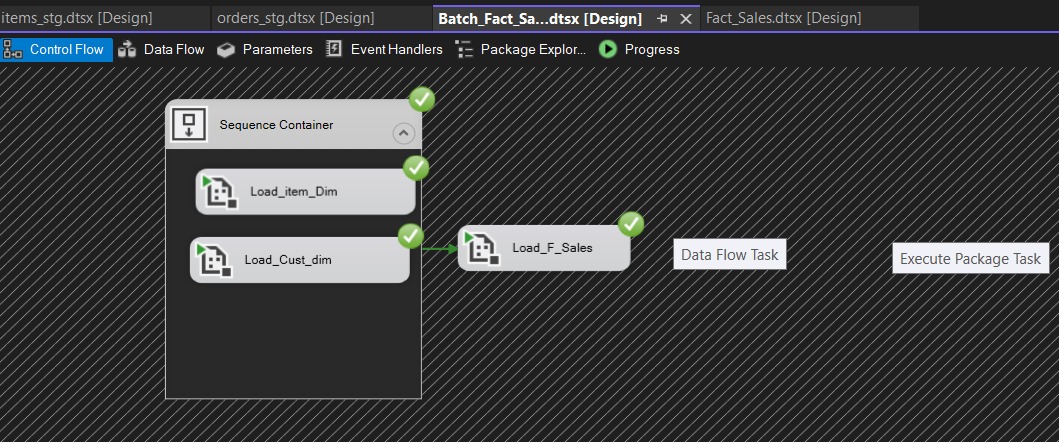 items_stg.dtsx [Design]
orders_stg.dtsx [Design]
Batch_Fact_Sa...dtsx [Design]
Fact_Sales.dtsx [Design]
Control Flow
Data Flow
Parameters
Event Handlers
Package Explor...
Progress
Sequence Container
Load_item_Dim
Load_Cust_dim
Load_F_Sales
Data Flow Task
Execute Package Task